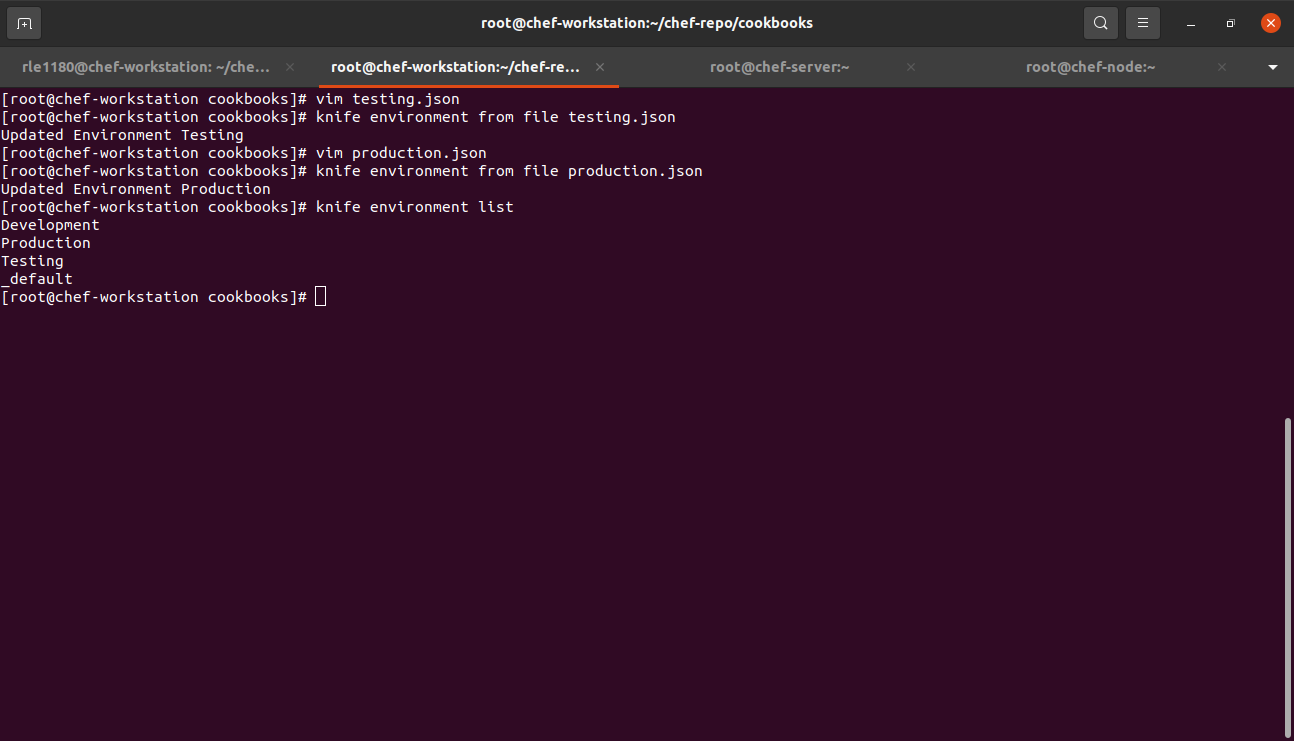 root@chef-workstation:~/chef-repo/cookbooks
rle1180@chef-workstation: ~/che...
root@chef-workstation:~/chef-re...
root@chef-server:~
root@chef-node:~
[root@chef-workstation cookbooks]# vim testing.json
[root@chef-workstation cookbooks]# knife environment from file testing.json
Updated Environment Testing
[root@chef-workstation cookbooks]# vim production.json
[root@chef-workstation cookbooks]# knife environment from file production.json
Updated Environment Production
[root@chef-workstation cookbooks]# knife environment list
Development
Production
Testing
_default
[root@chef-workstation cookbooks]#